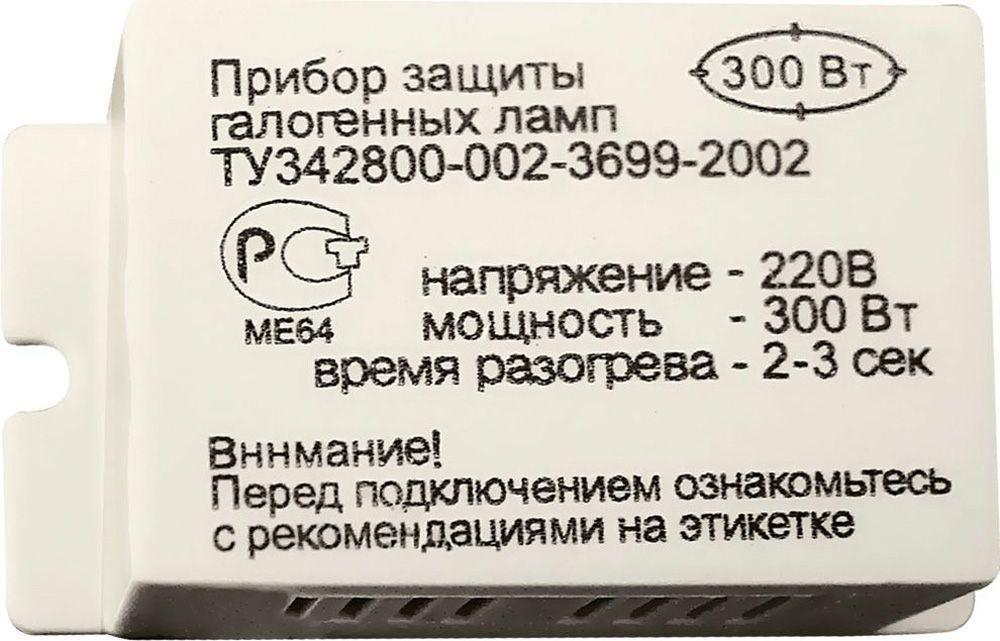 Прибор защиты
300 Вт
галогенных ламп
ТУ342800-002-3699-2002
РСТ
МЕ64
напряжение - 220В
мощность - 300 Вт
время разогрева - 2-3 сек
Вннмание!
Перед подключением ознакомьтесь
с рекомендациями на этикетке